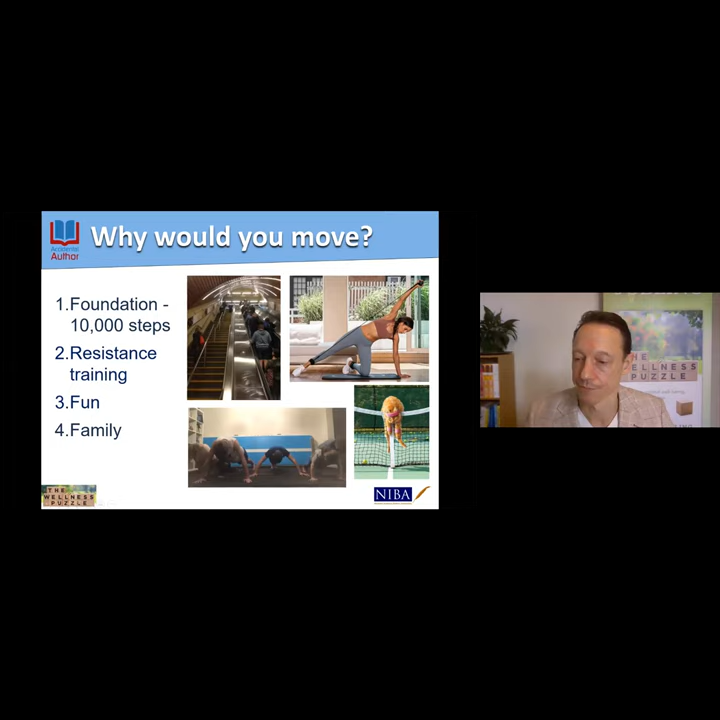 Why would you move?
Accidental
Author
1.Foundation -
10,000 steps
2.Resistance
training
3.Fun
4.Family
THE
WELLNESS
PUZZLE
NIBA
THE
WELLNESS
PUZZLE